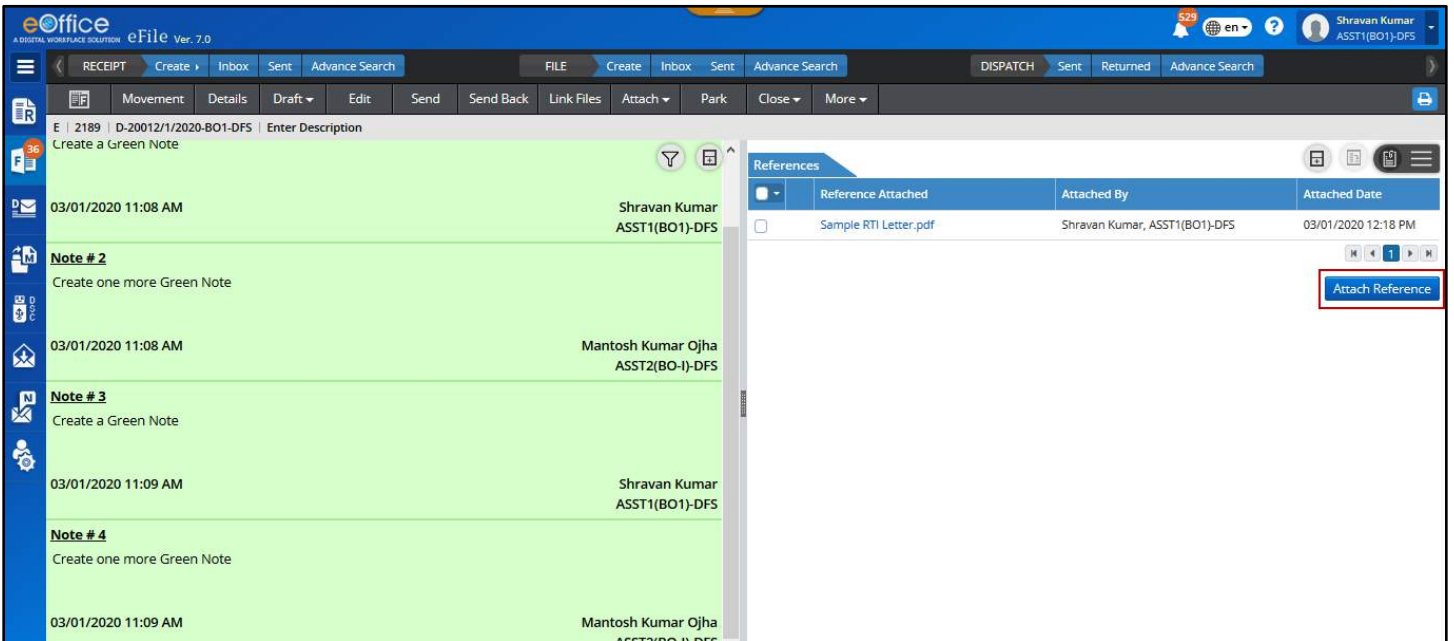 eOffice
A DIGITAL WORKPLACE SOLUTION eFile Ver. 7.0
529 en ? Shravan Kumar
ASST1(BO1)-DFS
RECEIPT Create Inbox Sent Advance Search FILE Create Inbox Sent Advance Search DISPATCH Sent Returned Advance Search
Movement Details Draft Edit Send Send Back Link Files Attach Park Close More
E | 2189 | D-20012/1/2020-BO1-DFS | Enter Description
R
36
F
D
M
DSC
N
Create a Green Note
03/01/2020 11:08 AM Shravan Kumar
ASST1(BO1)-DFS
Note # 2
Create one more Green Note
03/01/2020 11:08 AM Mantosh Kumar Ojha
ASST2(BO-I)-DFS
Note # 3
Create a Green Note
03/01/2020 11:09 AM Shravan Kumar
ASST1(BO1)-DFS
Note # 4
Create one more Green Note
03/01/2020 11:09 AM Mantosh Kumar Ojha
ASST2(BO-I)-DFS
References
Reference Attached Attached By Attached Date
Sample RTI Letter.pdf Shravan Kumar, ASST1(BO1)-DFS 03/01/2020 12:18 PM
1
Attach Reference